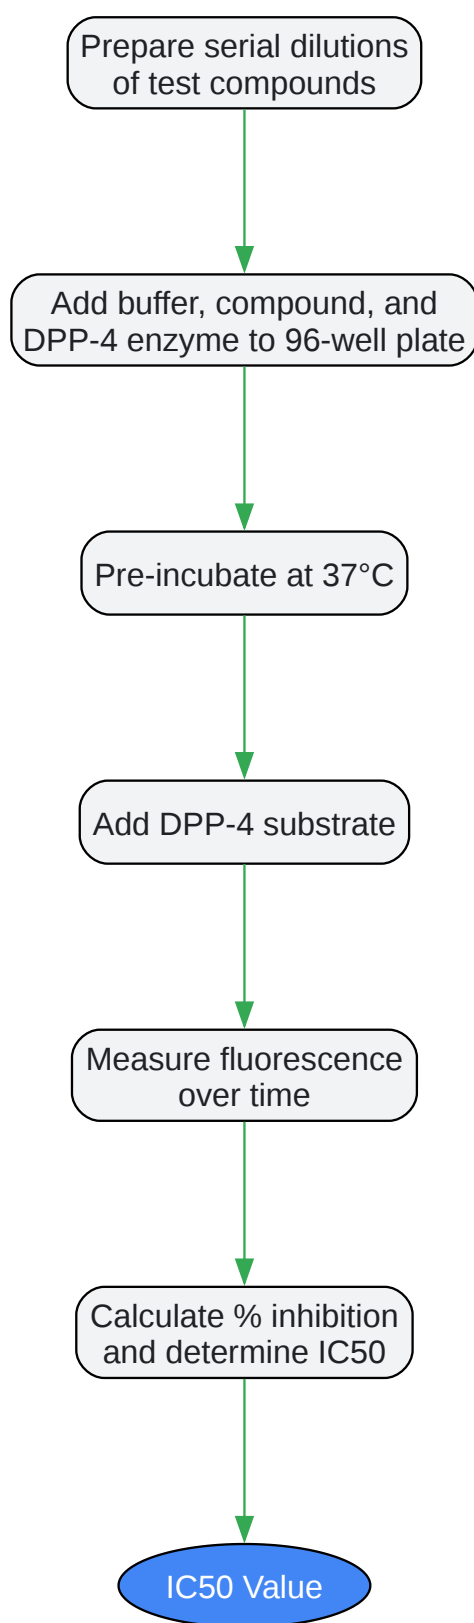 Prepare serial dilutions
of test compounds
Add buffer, compound, and
DPP-4 enzyme to 96-well plate
Pre-incubate at 37°C
Add DPP-4 substrate
Measure fluorescence
over time
Calculate % inhibition
and determine IC50
IC50 Value